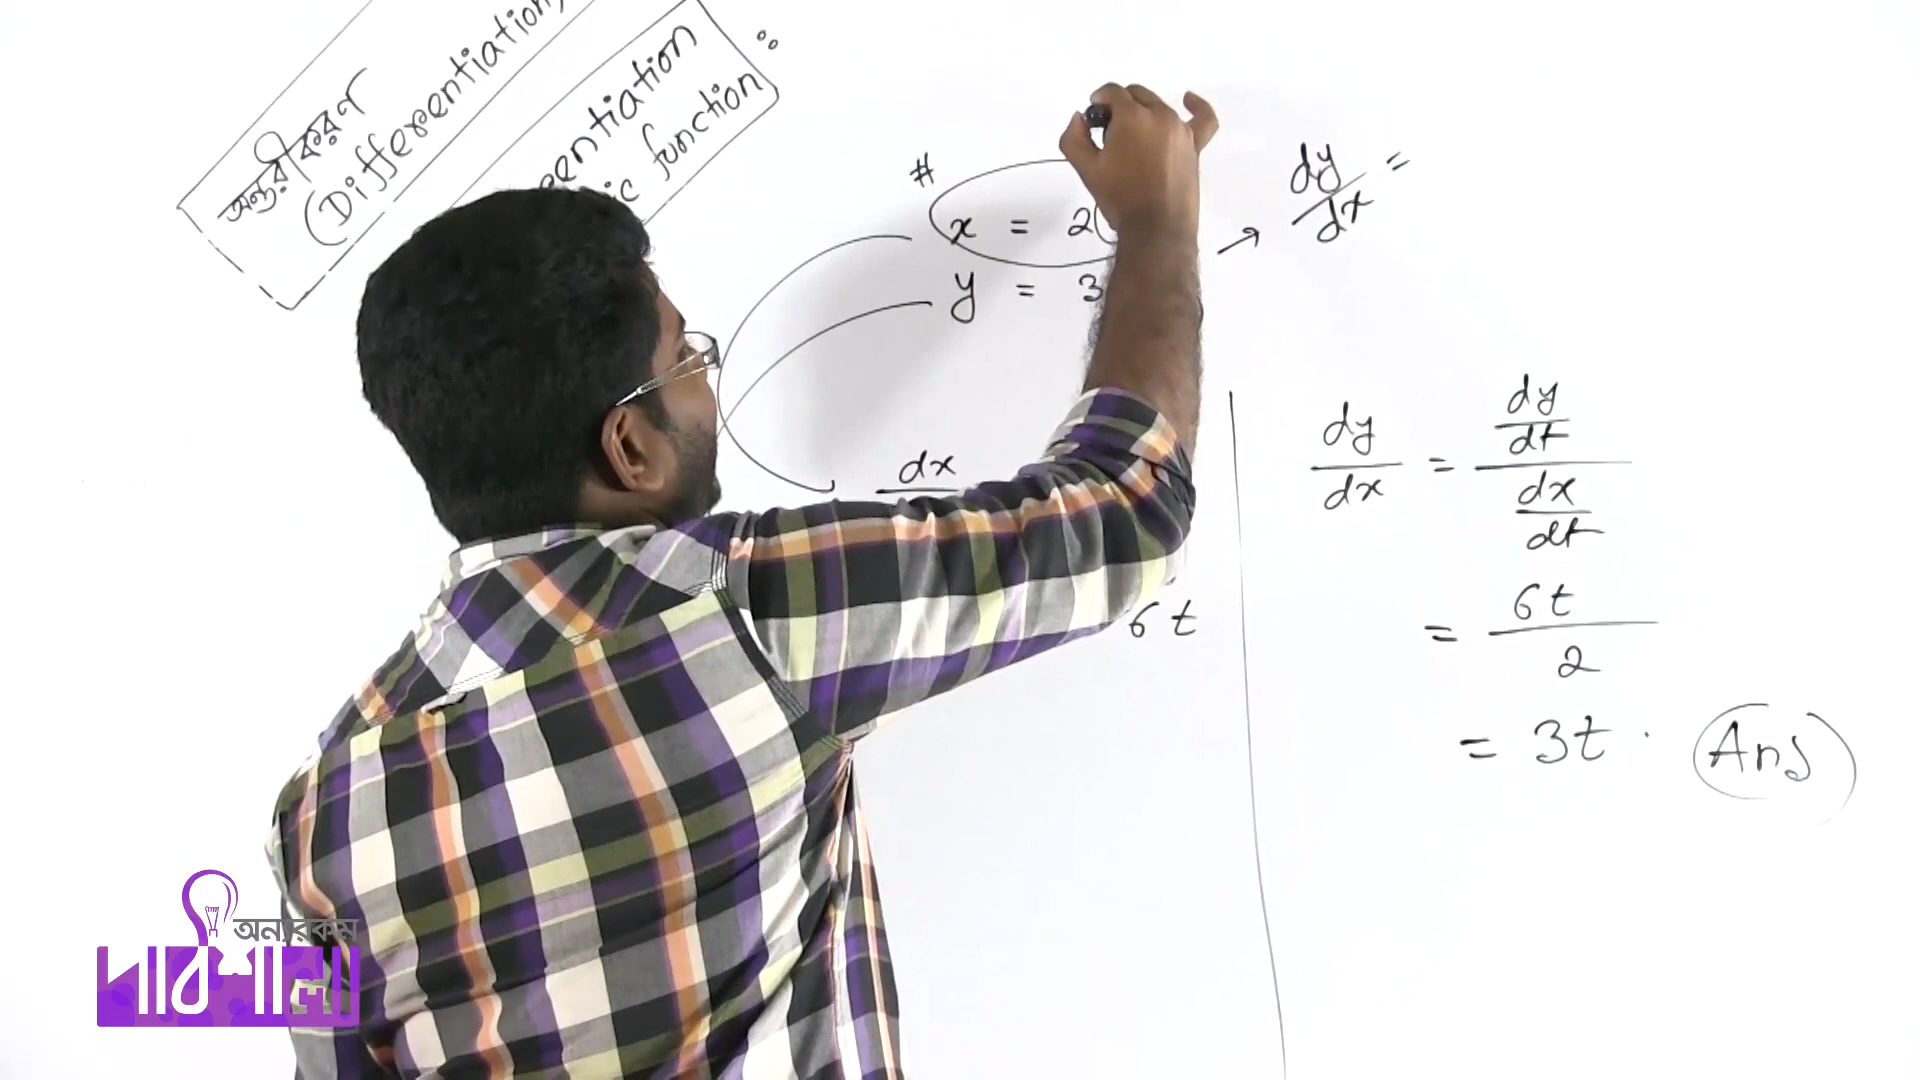 অন্তরীকরণ
(Differentiation)
entiation
ic function :
#
x = 2(
y = 3
→ dy/dx =
dx
6t
dy/dx = dy/dt / dx/dt
= 6t / 2
= 3t . Ans
অন্যরকম
পাঠশালা